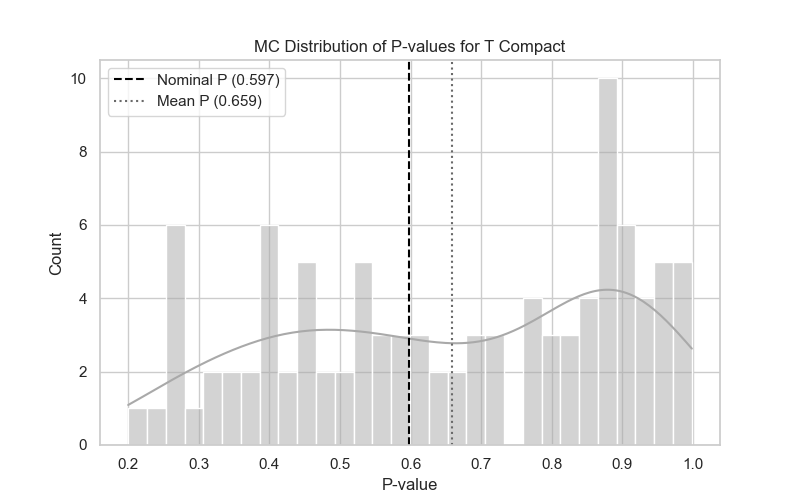 MC Distribution of P-values for T Compact
Nominal P (0.597)
Mean P (0.659)
10
8
6
4
2
0
Count
0.2 0.3 0.4 0.5 0.6 0.7 0.8 0.9 1.0
P-value